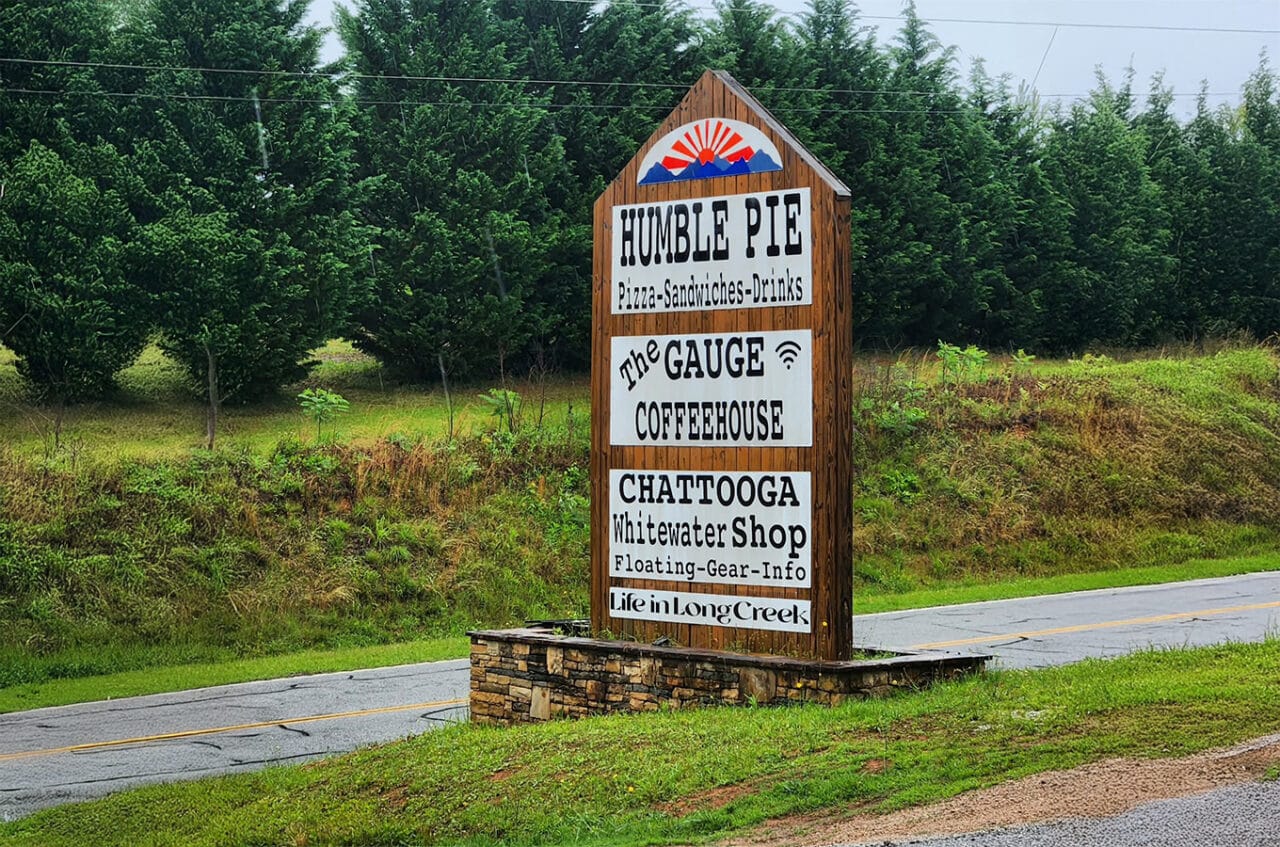 HUMBLE PIE
Pizza-Sandwiches-Drinks
The GAUGE
COFFEEHOUSE
CHATTOOGA
Whitewater Shop
Floating-Gear-Info
Life in Long Creek